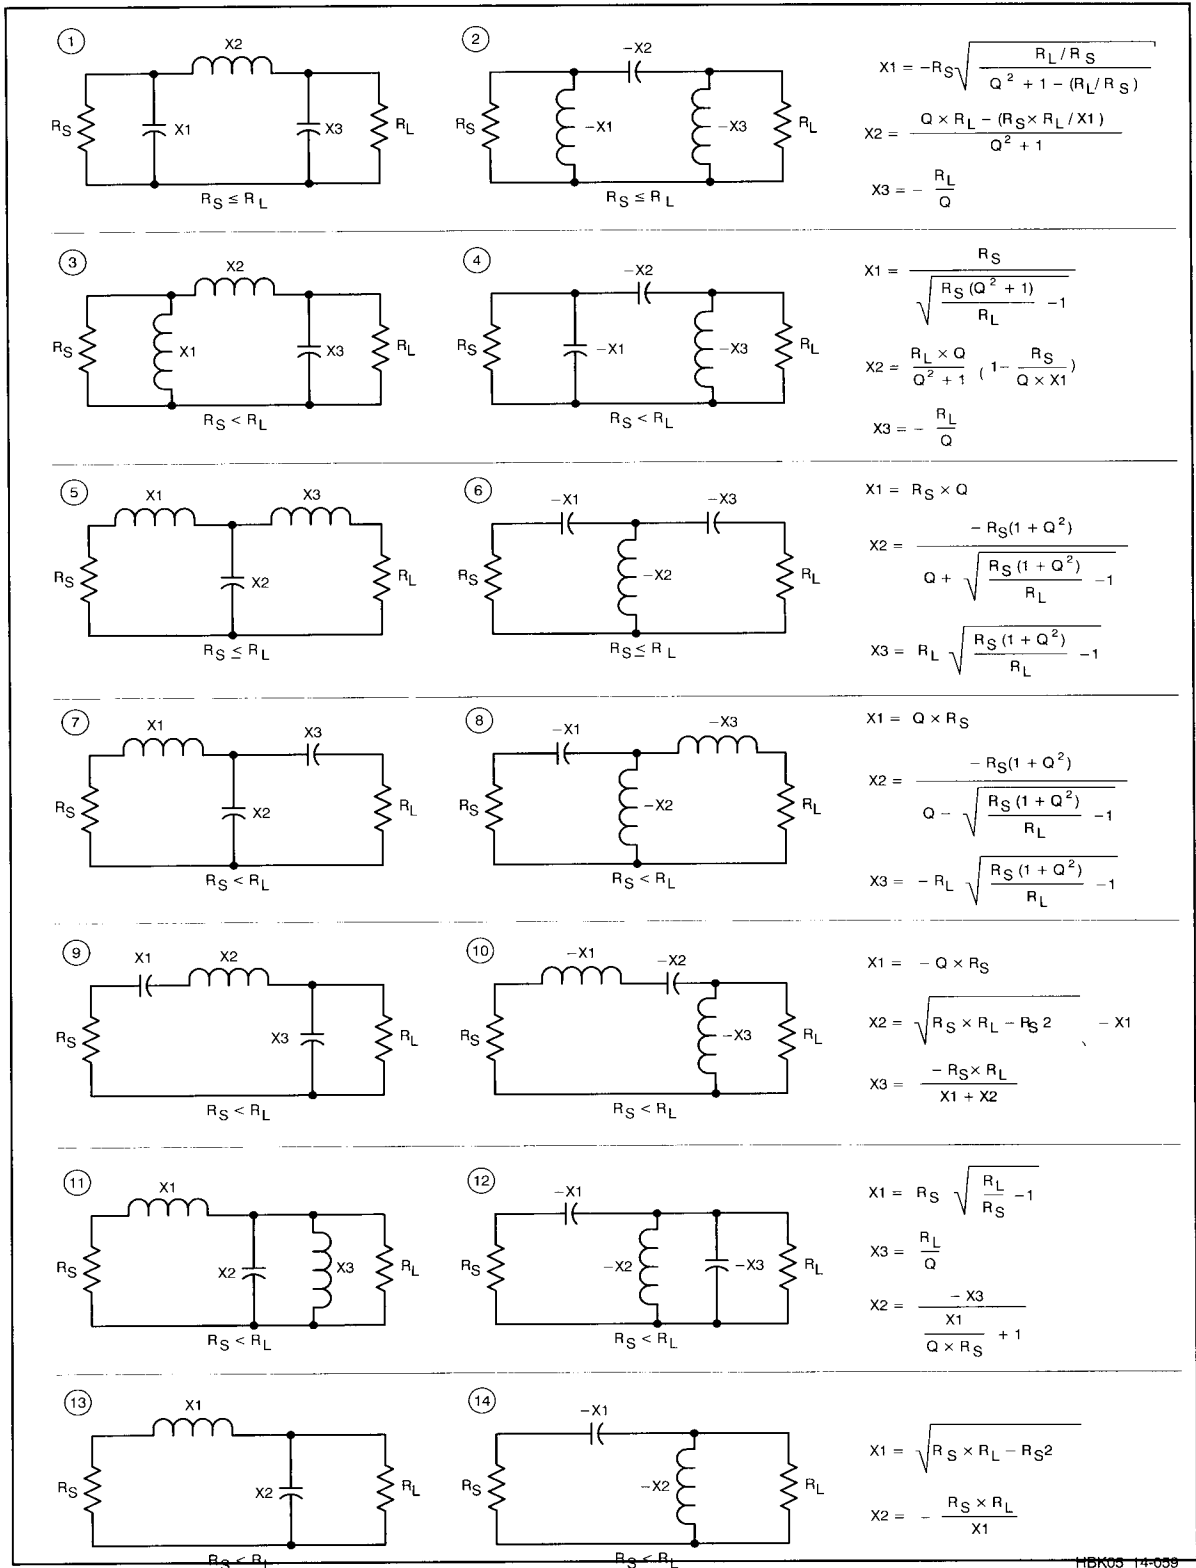 1
X2
RS
X1
X3
RL
RS ≤ RL
2
−X2
RS
−X1
−X3
RL
RS ≤ RL
X1 = −RS √( (RL / RS) / (Q² + 1 − (RL / RS)) )
X2 = (Q × RL − (RS × RL / X1)) / (Q² + 1)
X3 = − RL / Q
3
X2
RS
X1
X3
RL
RS < RL
4
−X2
RS
−X1
−X3
RL
RS < RL
X1 = RS / √( RS (Q² + 1) / RL −1 )
X2 = (RL × Q) / (Q² + 1) (1− RS / (Q × X1))
X3 = − RL / Q
5
X1
X3
RS
X2
RL
RS ≤ RL
6
−X1
−X3
RS
−X2
RL
RS ≤ RL
X1 = RS × Q
X2 = − RS(1 + Q²) / (Q + √( RS (1 + Q²) / RL −1 ))
X3 = RL √( RS (1 + Q²) / RL −1 )
7
X1
X3
RS
X2
RL
RS < RL
8
−X1
−X3
RS
−X2
RL
RS < RL
X1 = Q × RS
X2 = − RS(1 + Q²) / (Q − √( RS (1 + Q²) / RL −1 ))
X3 = − RL √( RS (1 + Q²) / RL −1 )
9
X1
X2
RS
X3
RL
RS < RL
10
−X1
−X2
RS
−X3
RL
RS < RL
X1 = − Q × RS
X2 = √( RS × RL − RS2 ) − X1
X3 = − RS × RL / (X1 + X2)
11
X1
RS
X2
X3
RL
RS < RL
12
−X1
RS
−X2
−X3
RL
RS < RL
X1 = RS √( RL / RS −1 )
X3 = RL / Q
X2 = − X3 / (X1 / (Q × RS) + 1)
13
X1
RS
X2
RL
RS < RL
14
−X1
RS
−X2
RL
RS < RL
X1 = √( RS × RL − RS2 )
X2 = − RS × RL / X1
HBK05_14-059